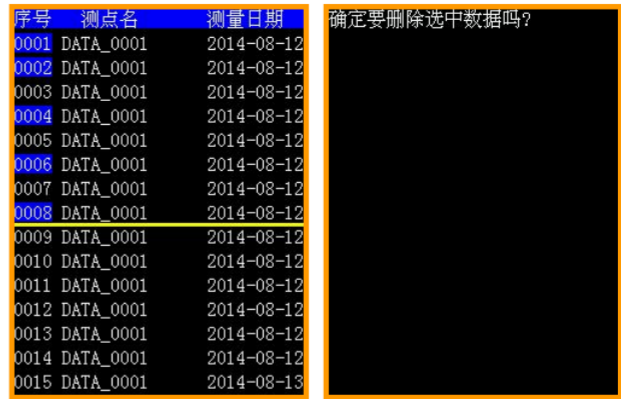 序号 测点名 测量日期
0001 DATA_0001 2014-08-12
0002 DATA_0001 2014-08-12
0003 DATA_0001 2014-08-12
0004 DATA_0001 2014-08-12
0005 DATA_0001 2014-08-12
0006 DATA_0001 2014-08-12
0007 DATA_0001 2014-08-12
0008 DATA_0001 2014-08-12
0009 DATA_0001 2014-08-12
0010 DATA_0001 2014-08-12
0011 DATA_0001 2014-08-12
0012 DATA_0001 2014-08-12
0013 DATA_0001 2014-08-12
0014 DATA_0001 2014-08-12
0015 DATA_0001 2014-08-13
确定要删除选中数据吗?